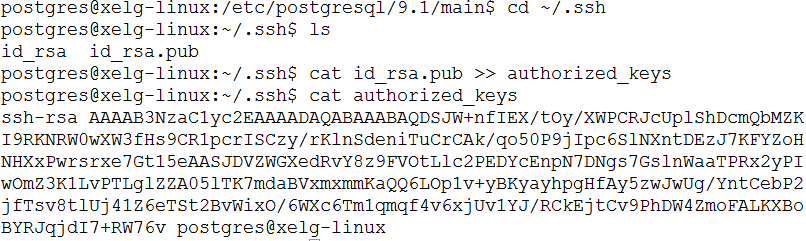 postgres@xelg-linux:/etc/postgresql/9.1/main$ cd ~/.ssh
postgres@xelg-linux:~/.ssh$ ls
id_rsa  id_rsa.pub
postgres@xelg-linux:~/.ssh$ cat id_rsa.pub >> authorized_keys
postgres@xelg-linux:~/.ssh$ cat authorized_keys
ssh-rsa AAAAB3NzaC1yc2EAAAADAQABAAABAQDSJW+nfIEX/tOy/XWPCRJcUplShDcmQbMZK
I9RKNRW0wXW3fHs9CR1pcrISCzy/rKlnSdeniTuCrCAk/qo50P9jIpc6SlNXntDEzJ7KFYZoH
NHXxPwrsrxe7Gt15eAASJDVZWGXedRvY8z9FVOtLlc2PEDYcEnpN7DNgs7GslnWaaTPRx2yPI
wOmZ3K1LvPTLglZZA05lTK7mdaBVxmxmmKaQQ6LOp1v+yBKyayhpgHfAy5zwJwUg/YntCebP2
jfTsv8tlUj41Z6eTSt2BvWixO/6WXc6Tm1qmqf4v6xjUv1YJ/RCkEjtCv9PhDW4ZmoFALKXBo
BYRJqjdI7+RW76v postgres@xelg-linux